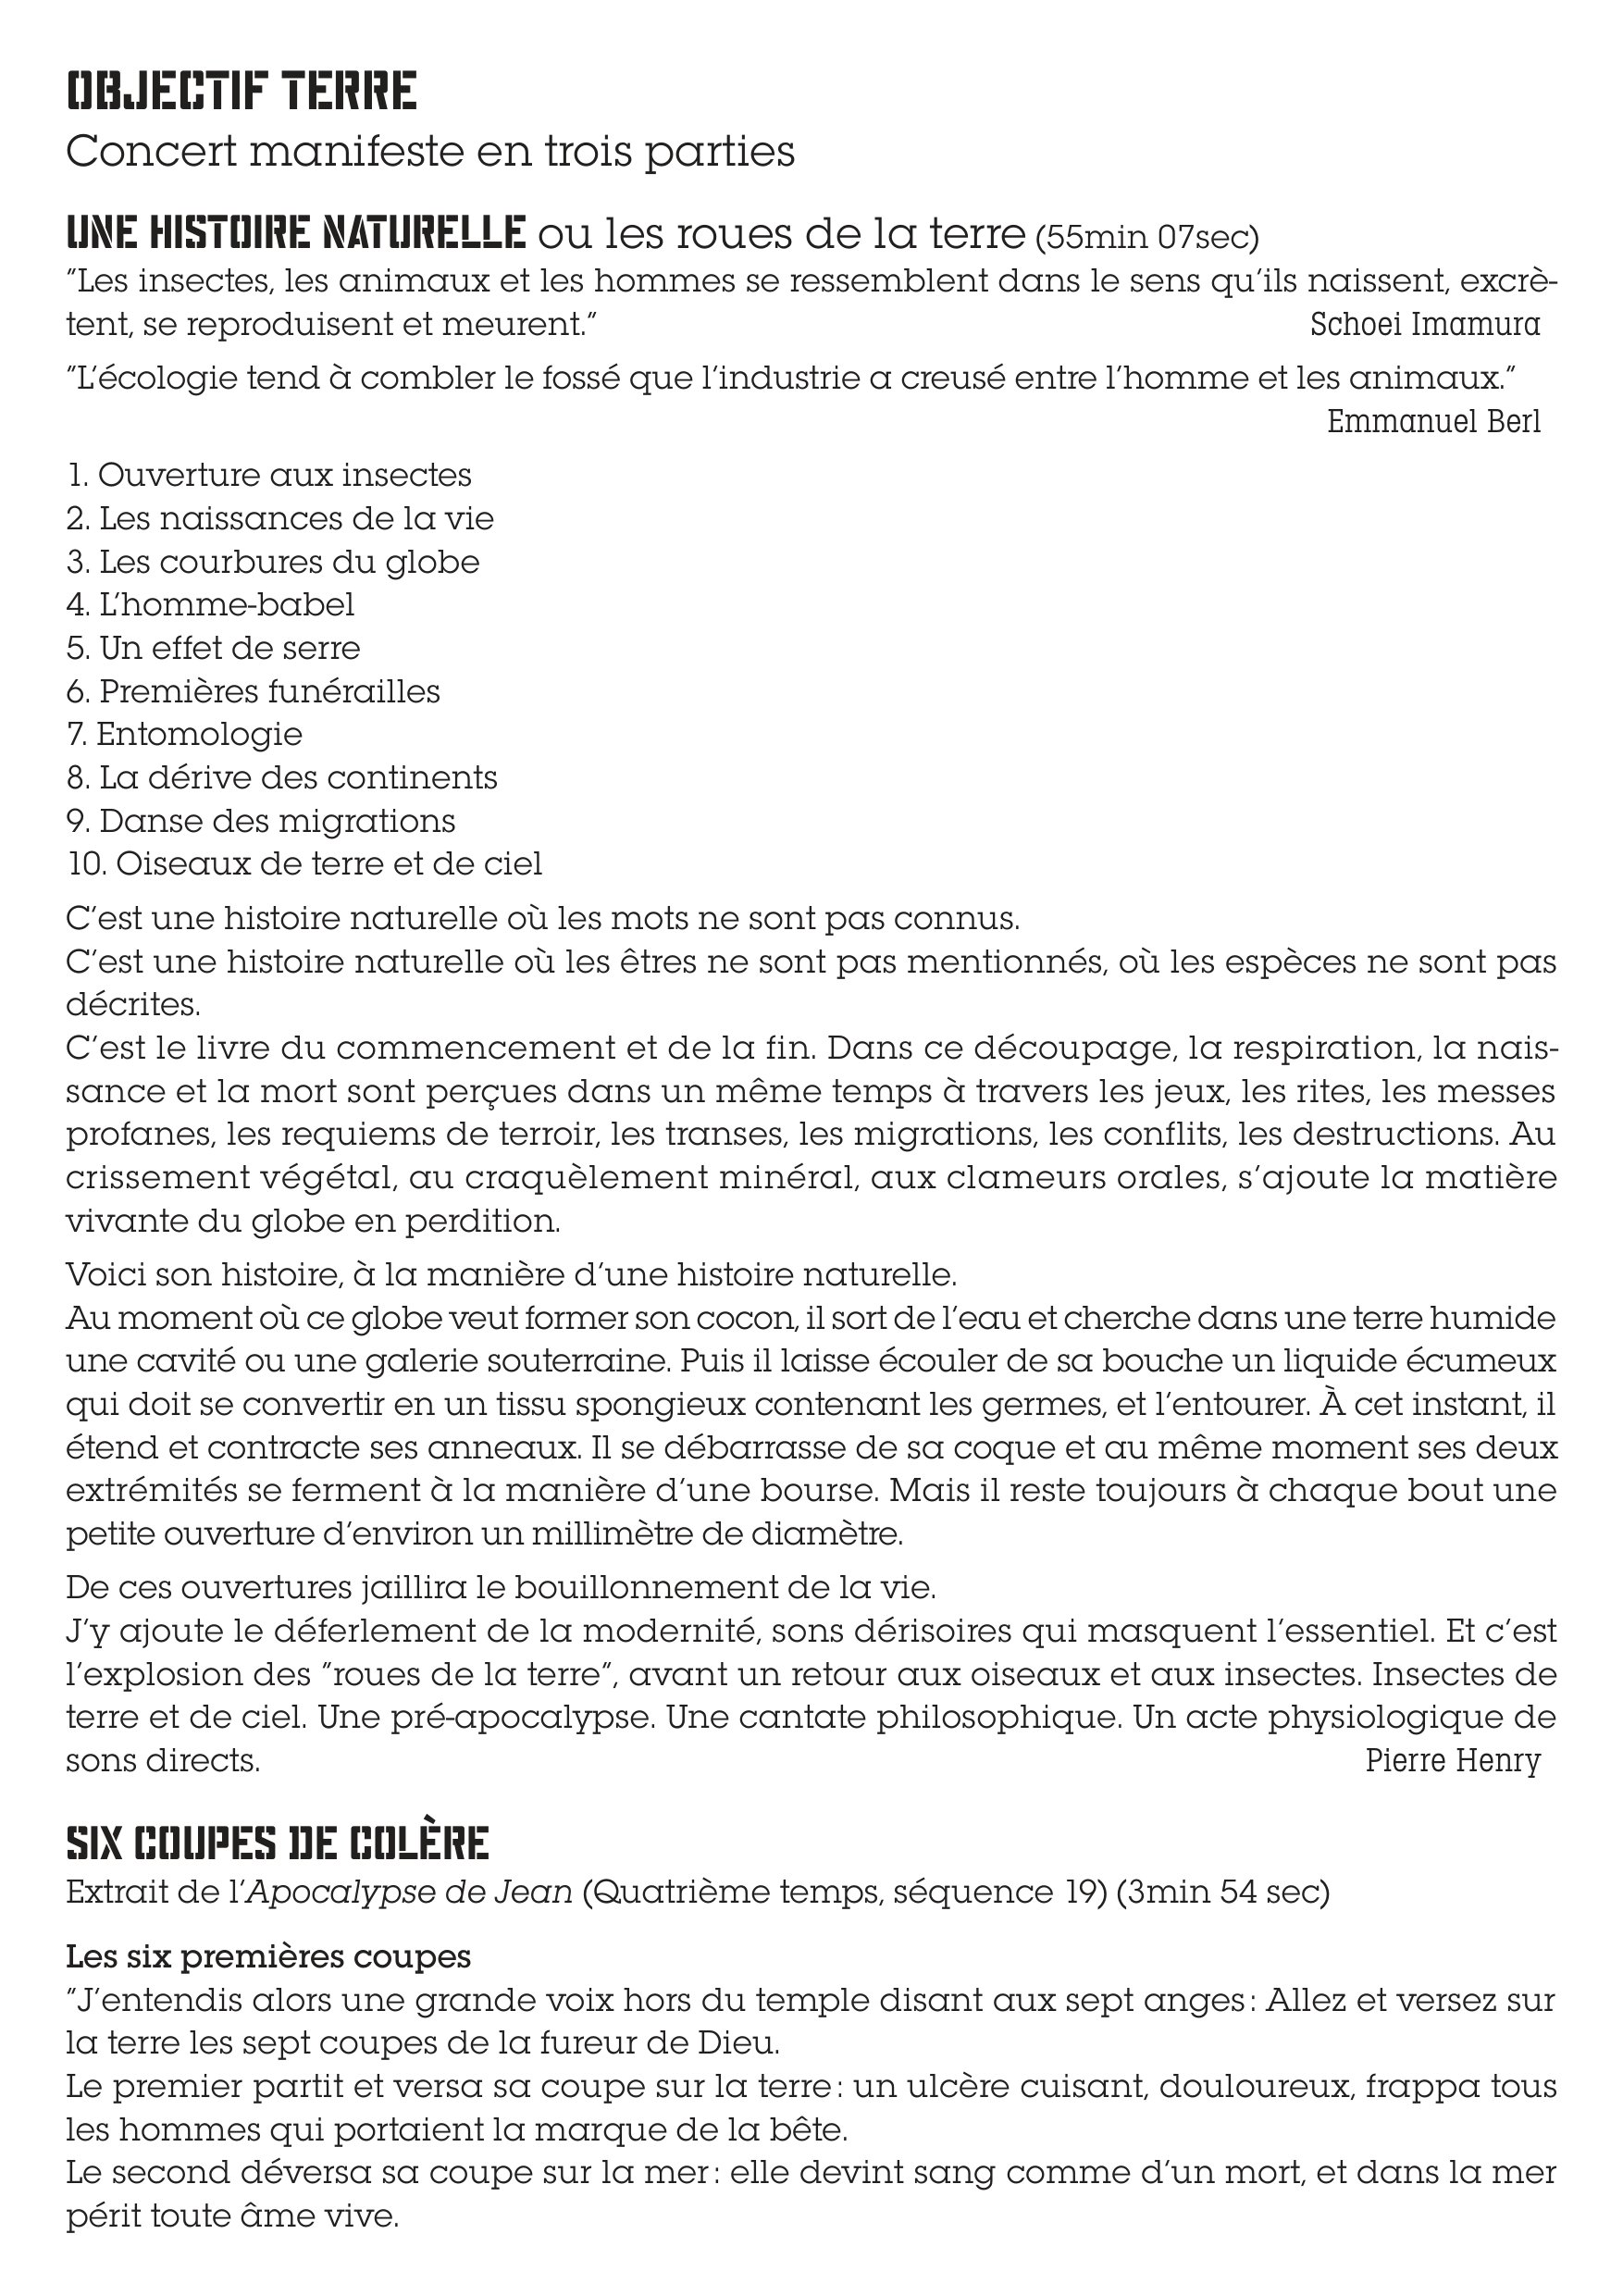 OBJECTIF TERRE
Concert manifeste en trois parties
UNE HISTOIRE NATURELLE ou les roues de la terre (55min 07sec)
"Les insectes, les animaux et les hommes se ressemblent dans le sens qu'ils naissent, excrè-
tent, se reproduisent et meurent." Schoei Imamura
"L'écologie tend à combler le fossé que l'industrie a creusé entre l'homme et les animaux."
Emmanuel Berl
1. Ouverture aux insectes
2. Les naissances de la vie
3. Les courbures du globe
4. L'homme-babel
5. Un effet de serre
6. Premières funérailles
7. Entomologie
8. La dérive des continents
9. Danse des migrations
10. Oiseaux de terre et de ciel
C'est une histoire naturelle où les mots ne sont pas connus.
C'est une histoire naturelle où les êtres ne sont pas mentionnés, où les espèces ne sont pas
décrites.
C'est le livre du commencement et de la fin. Dans ce découpage, la respiration, la nais-
sance et la mort sont perçues dans un même temps à travers les jeux, les rites, les messes
profanes, les requiems de terroir, les transes, les migrations, les conflits, les destructions. Au
crissement végétal, au craquèlement minéral, aux clameurs orales, s'ajoute la matière
vivante du globe en perdition.
Voici son histoire, à la manière d'une histoire naturelle.
Au moment où ce globe veut former son cocon, il sort de l'eau et cherche dans une terre humide
une cavité ou une galerie souterraine. Puis il laisse écouler de sa bouche un liquide écumeux
qui doit se convertir en un tissu spongieux contenant les germes, et l'entourer. À cet instant, il
étend et contracte ses anneaux. Il se débarrasse de sa coque et au même moment ses deux
extrémités se ferment à la manière d'une bourse. Mais il reste toujours à chaque bout une
petite ouverture d'environ un millimètre de diamètre.
De ces ouvertures jaillira le bouillonnement de la vie.
J'y ajoute le déferlement de la modernité, sons dérisoires qui masquent l'essentiel. Et c'est
l'explosion des "roues de la terre", avant un retour aux oiseaux et aux insectes. Insectes de
terre et de ciel. Une pré-apocalypse. Une cantate philosophique. Un acte physiologique de
sons directs. Pierre Henry
SIX COUPES DE COLÈRE
Extrait de l'Apocalypse de Jean (Quatrième temps, séquence 19) (3min 54 sec)
Les six premières coupes
"J'entendis alors une grande voix hors du temple disant aux sept anges : Allez et versez sur
la terre les sept coupes de la fureur de Dieu.
Le premier partit et versa sa coupe sur la terre : un ulcère cuisant, douloureux, frappa tous
les hommes qui portaient la marque de la bête.
Le second déversa sa coupe sur la mer : elle devint sang comme d'un mort, et dans la mer
périt toute âme vive.